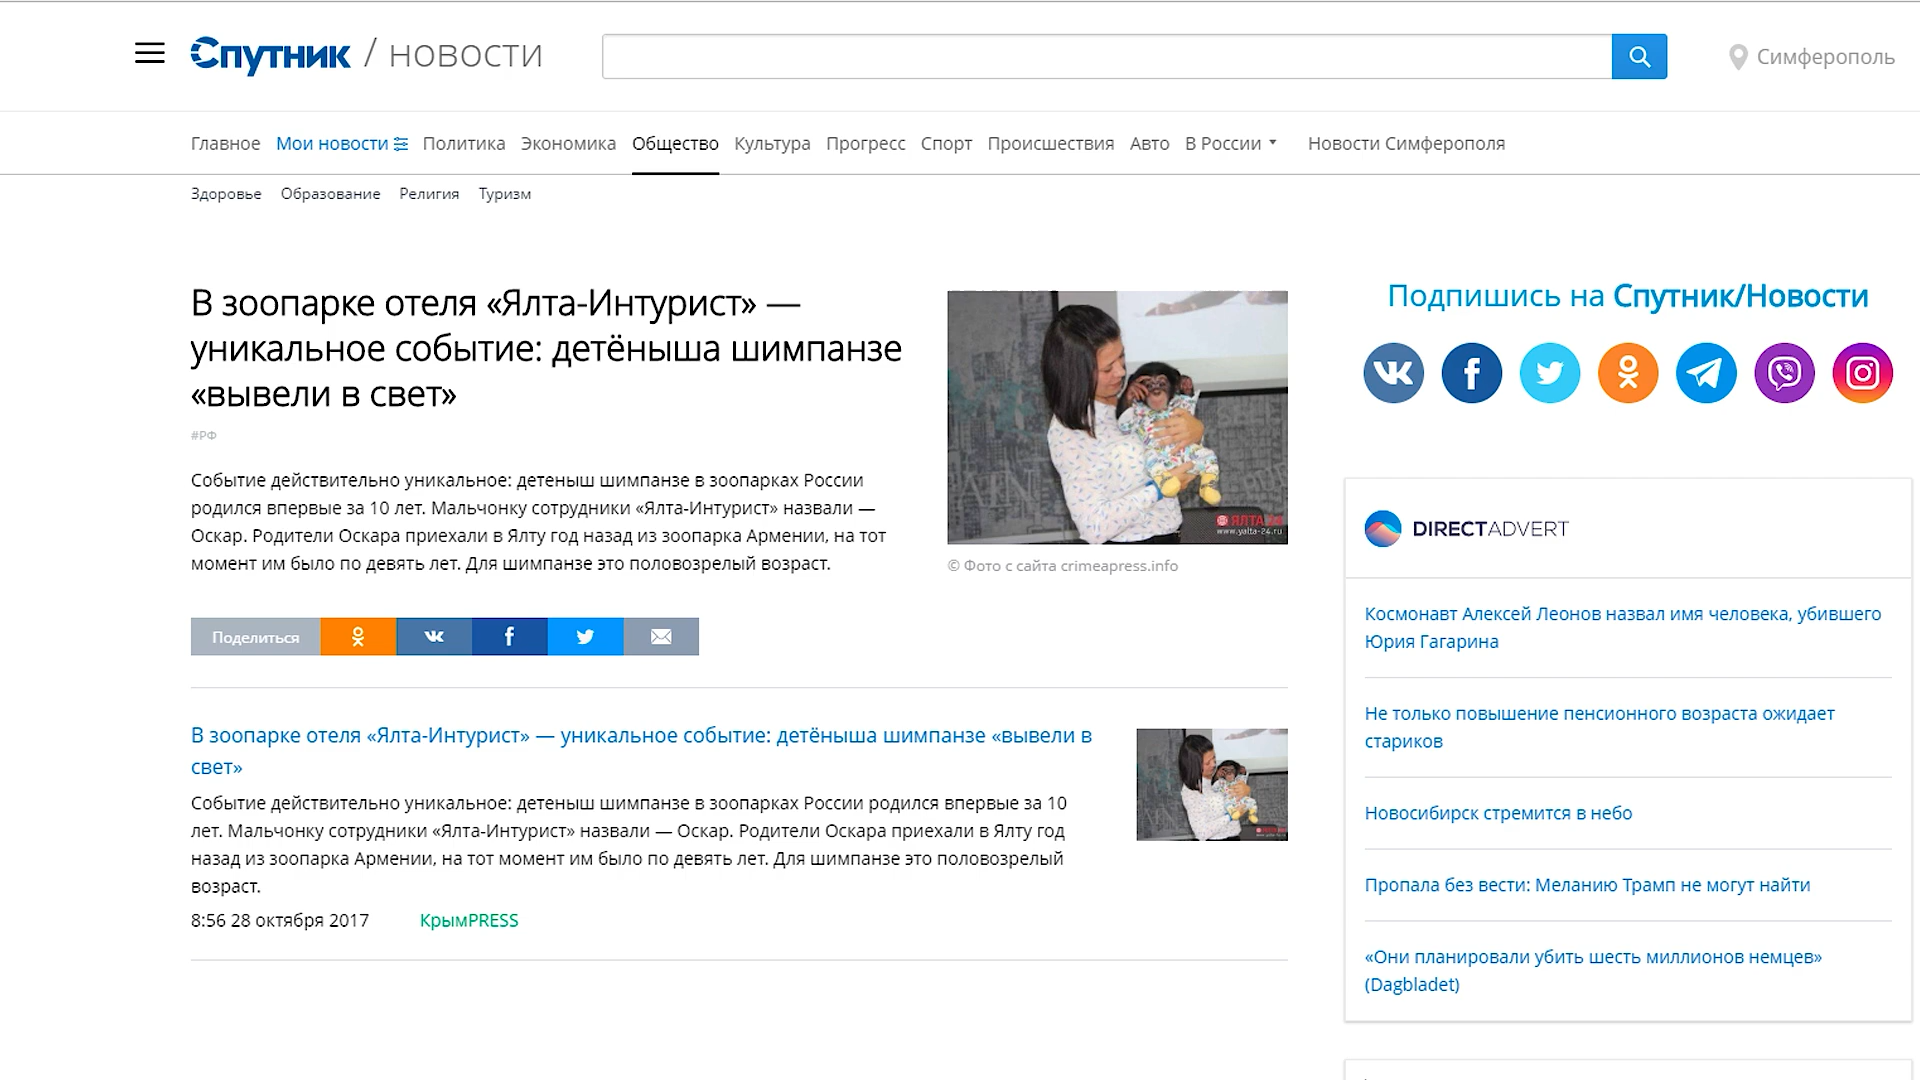 Спутник / НОВОСТИ
Симферополь
Главное Мои новости Политика Экономика Общество Культура Прогресс Спорт Происшествия Авто В России Новости Симферополя
Здоровье Образование Религия Туризм
В зоопарке отеля «Ялта-Интурист» —
уникальное событие: детёныша шимпанзе
«вывели в свет»
#РФ
Событие действительно уникальное: детеныш шимпанзе в зоопарках России
родился впервые за 10 лет. Мальчонку сотрудники «Ялта-Интурист» назвали —
Оскар. Родители Оскара приехали в Ялту год назад из зоопарка Армении, на тот
момент им было по девять лет. Для шимпанзе это половозрелый возраст.
ЯЛТА 24
www.yalta-24.ru
© Фото с сайта crimeapress.info
Поделиться
В зоопарке отеля «Ялта-Интурист» — уникальное событие: детёныша шимпанзе «вывели в
свет»
Событие действительно уникальное: детеныш шимпанзе в зоопарках России родился впервые за 10
лет. Мальчонку сотрудники «Ялта-Интурист» назвали — Оскар. Родители Оскара приехали в Ялту год
назад из зоопарка Армении, на тот момент им было по девять лет. Для шимпанзе это половозрелый
возраст.
8:56 28 октября 2017 КрымPRESS
Подпишись на Спутник/Новости
DIRECTADVERT
Космонавт Алексей Леонов назвал имя человека, убившего
Юрия Гагарина
Не только повышение пенсионного возраста ожидает
стариков
Новосибирск стремится в небо
Пропала без вести: Меланию Трамп не могут найти
«Они планировали убить шесть миллионов немцев»
(Dagbladet)